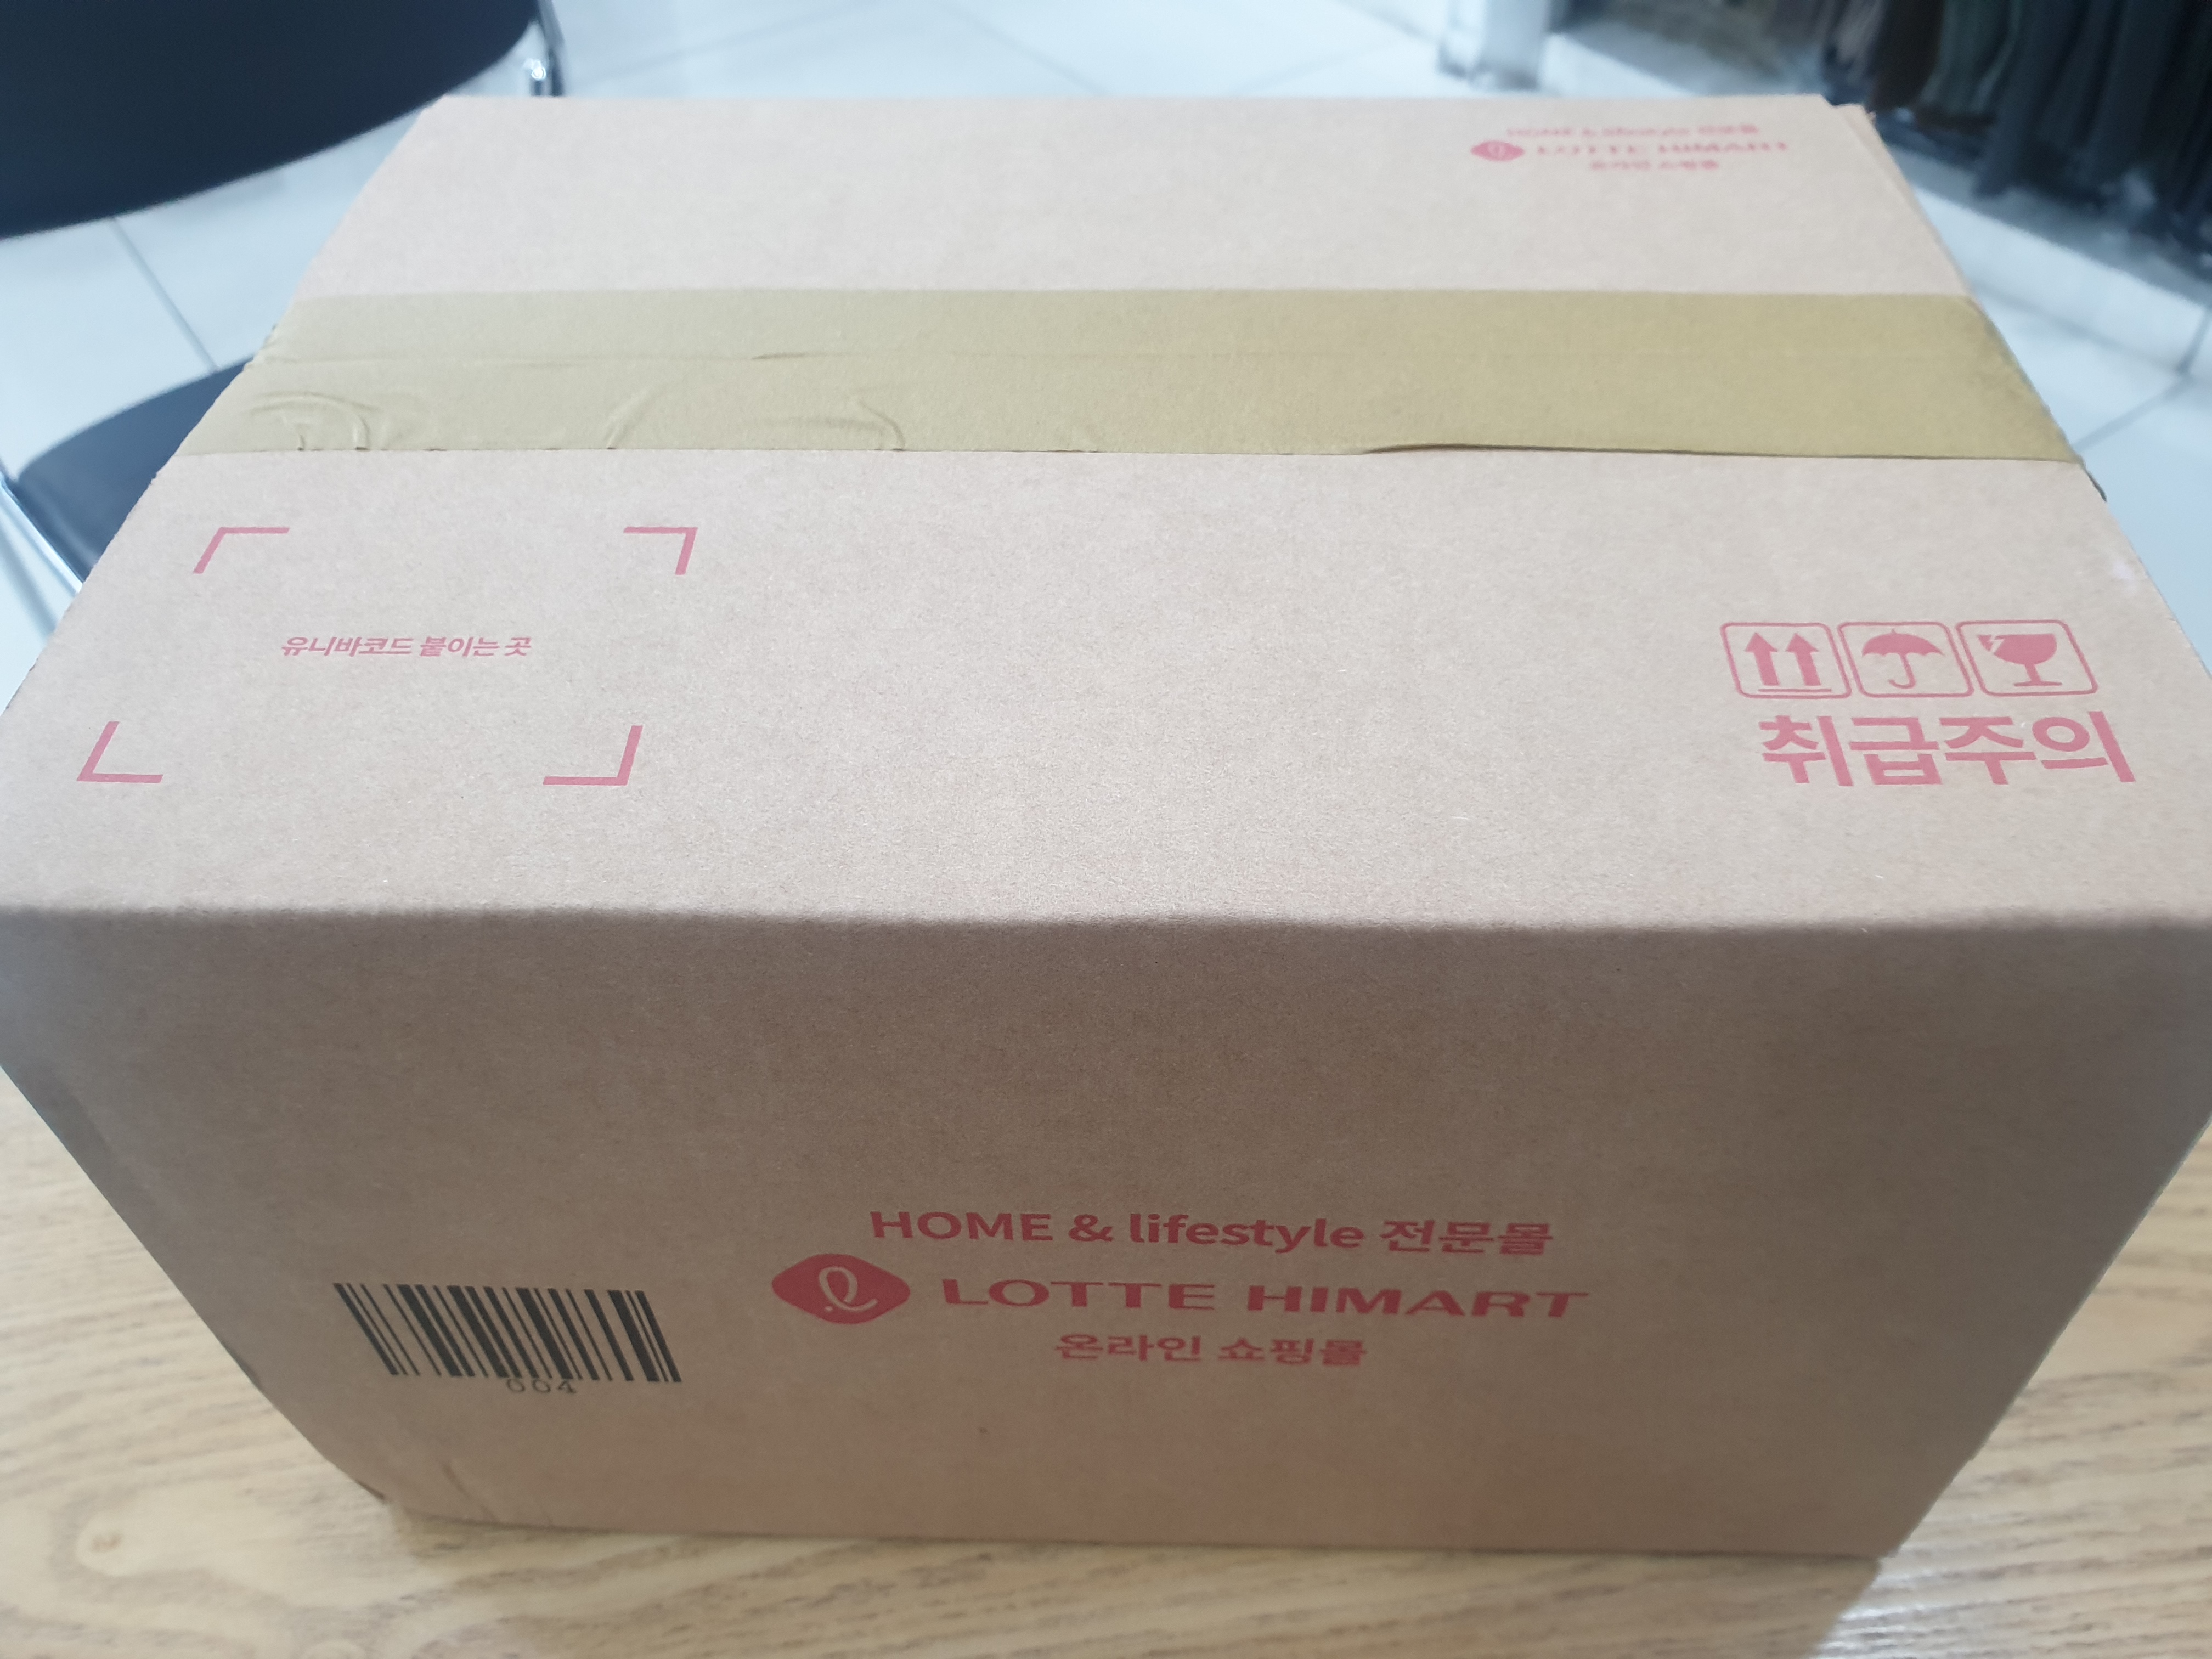 HOME & lifestyle 전문몰
LOTTE HIMART
온라인 쇼핑몰
유니바코드 붙이는 곳
취급주의
HOME & lifestyle 전문몰
LOTTE HIMART
온라인 쇼핑몰
004